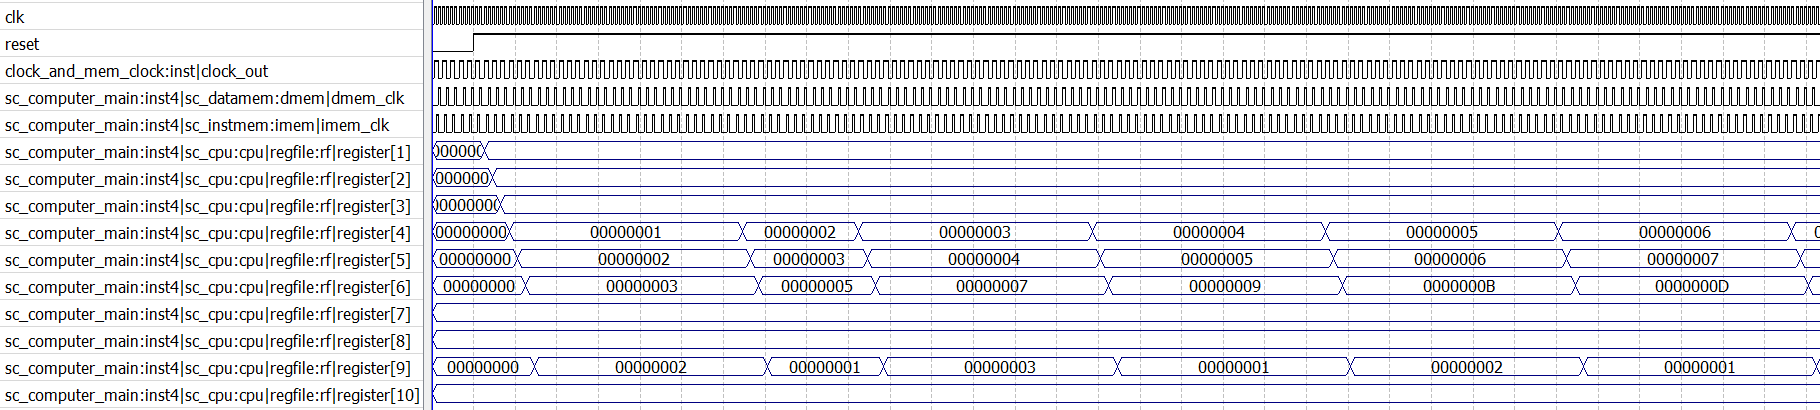 clk
reset
clock_and_mem_clock:inst|clock_out
sc_computer_main:inst4|sc_datamem:dmem|dmem_clk
sc_computer_main:inst4|sc_instmem:imem|imem_clk
sc_computer_main:inst4|sc_cpu:cpu|regfile:rf|register[1] 000000
sc_computer_main:inst4|sc_cpu:cpu|regfile:rf|register[2] 000000
sc_computer_main:inst4|sc_cpu:cpu|regfile:rf|register[3] 0000000
sc_computer_main:inst4|sc_cpu:cpu|regfile:rf|register[4] 00000000 00000001 00000002 00000003 00000004 00000005 00000006
sc_computer_main:inst4|sc_cpu:cpu|regfile:rf|register[5] 00000000 00000002 00000003 00000004 00000005 00000006 00000007
sc_computer_main:inst4|sc_cpu:cpu|regfile:rf|register[6] 00000000 00000003 00000005 00000007 00000009 0000000B 0000000D
sc_computer_main:inst4|sc_cpu:cpu|regfile:rf|register[7]
sc_computer_main:inst4|sc_cpu:cpu|regfile:rf|register[8]
sc_computer_main:inst4|sc_cpu:cpu|regfile:rf|register[9] 00000000 00000002 00000001 00000003 00000001 00000002 00000001
sc_computer_main:inst4|sc_cpu:cpu|regfile:rf|register[10]